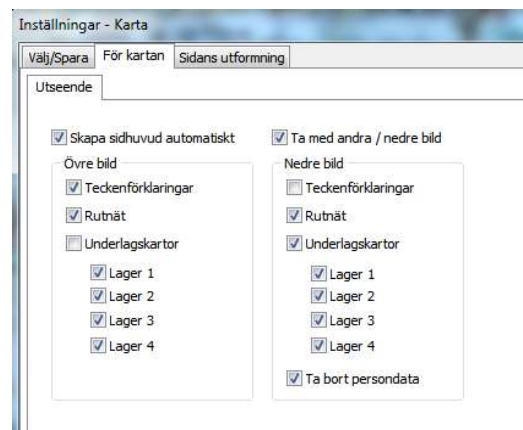 Inställningar - Karta
Välj/Spara För kartan Sidans utformning
Utseende
Skapa sidhuvud automatiskt
Ta med andra / nedre bild
Övre bild
Teckenförklaringar
Rutnät
Underlagskartor
Lager 1
Lager 2
Lager 3
Lager 4
Nedre bild
Teckenförklaringar
Rutnät
Underlagskartor
Lager 1
Lager 2
Lager 3
Lager 4
Ta bort persondata